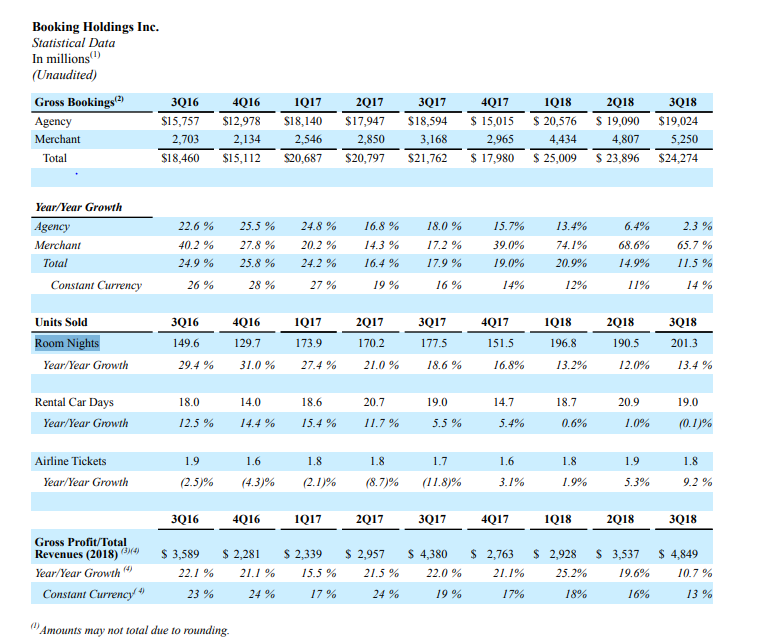 Booking Holdings Inc.
Statistical Data
In millions(1)
(Unaudited)
Gross Bookings(2) 3Q16 4Q16 1Q17 2Q17 3Q17 4Q17 1Q18 2Q18 3Q18
Agency $15,757 $12,978 $18,140 $17,947 $18,594 $ 15,015 $ 20,576 $ 19,090 $19,024
Merchant 2,703 2,134 2,546 2,850 3,168 2,965 4,434 4,807 5,250
Total $18,460 $15,112 $20,687 $20,797 $21,762 $ 17,980 $ 25,009 $ 23,896 $24,274
Year/Year Growth
Agency 22.6 % 25.5 % 24.8 % 16.8 % 18.0 % 15.7% 13.4% 6.4% 2.3 %
Merchant 40.2 % 27.8 % 20.2 % 14.3 % 17.2 % 39.0% 74.1% 68.6% 65.7 %
Total 24.9 % 25.8 % 24.2 % 16.4 % 17.9 % 19.0% 20.9% 14.9% 11.5 %
Constant Currency 26 % 28 % 27 % 19 % 16 % 14% 12% 11% 14 %
Units Sold 3Q16 4Q16 1Q17 2Q17 3Q17 4Q17 1Q18 2Q18 3Q18
Room Nights 149.6 129.7 173.9 170.2 177.5 151.5 196.8 190.5 201.3
Year/Year Growth 29.4 % 31.0 % 27.4 % 21.0 % 18.6 % 16.8% 13.2% 12.0% 13.4 %
Rental Car Days 18.0 14.0 18.6 20.7 19.0 14.7 18.7 20.9 19.0
Year/Year Growth 12.5 % 14.4 % 15.4 % 11.7 % 5.5 % 5.4% 0.6% 1.0% (0.1)%
Airline Tickets 1.9 1.6 1.8 1.8 1.7 1.6 1.8 1.9 1.8
Year/Year Growth (2.5)% (4.3)% (2.1)% (8.7)% (11.8)% 3.1% 1.9% 5.3% 9.2 %
3Q16 4Q16 1Q17 2Q17 3Q17 4Q17 1Q18 2Q18 3Q18
Gross Profit/Total
Revenues (2018) (3)(4) $ 3,589 $ 2,281 $ 2,339 $ 2,957 $ 4,380 $ 2,763 $ 2,928 $ 3,537 $ 4,849
Year/Year Growth (4) 22.1 % 21.1 % 15.5 % 21.5 % 22.0 % 21.1% 25.2% 19.6% 10.7 %
Constant Currency( 4) 23 % 24 % 17 % 24 % 19 % 17% 18% 16% 13 %
(1) Amounts may not total due to rounding.